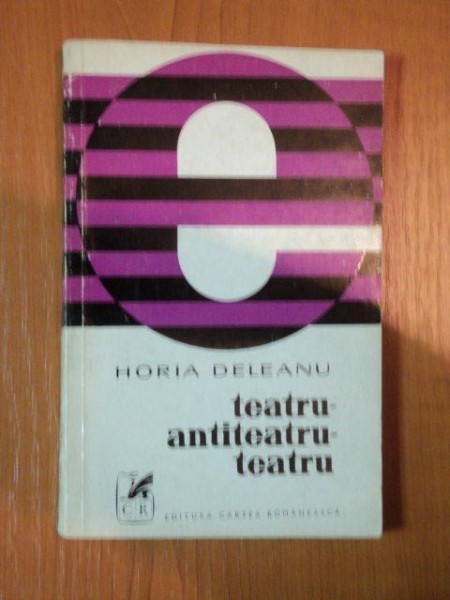 e
HORIA DELEANU
teatru-
antiteatru-
teatru
CR
EDITURA CARTEA ROMÂNEASCĂ